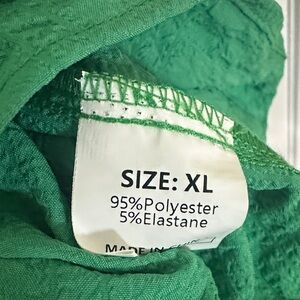 SIZE: XL
95%Polyester
5%Elastane
MADE IN